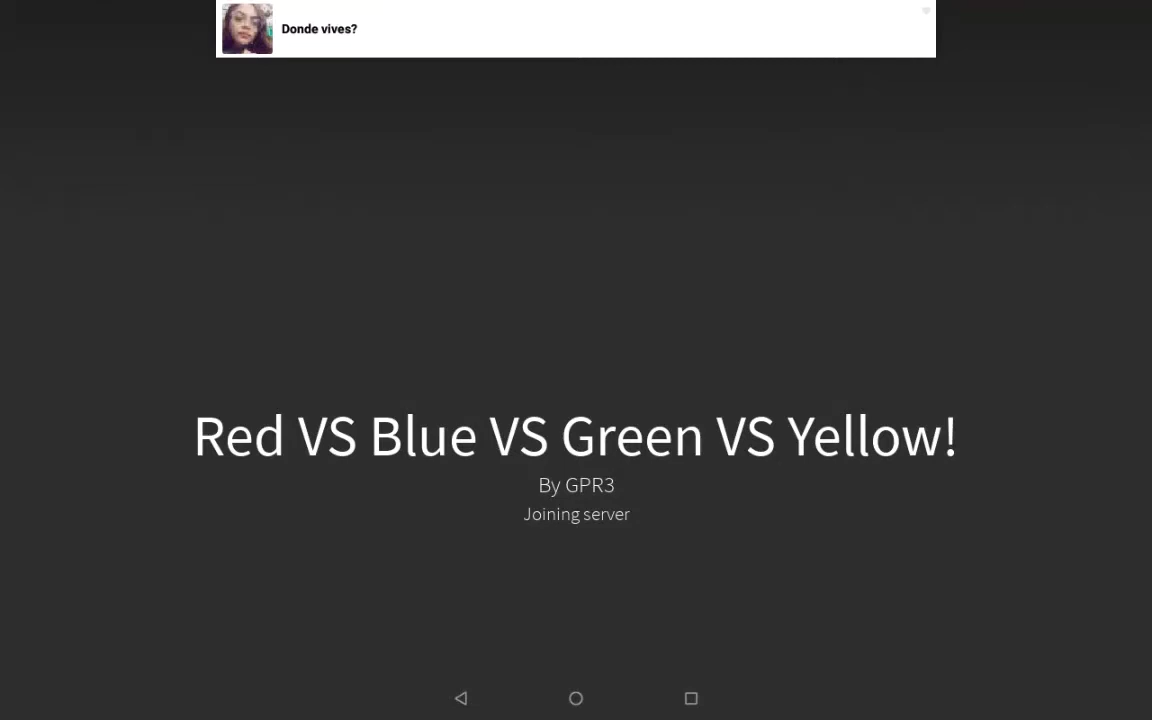 Donde vives?
Red VS Blue VS Green VS Yellow!
By GPR3
Joining server